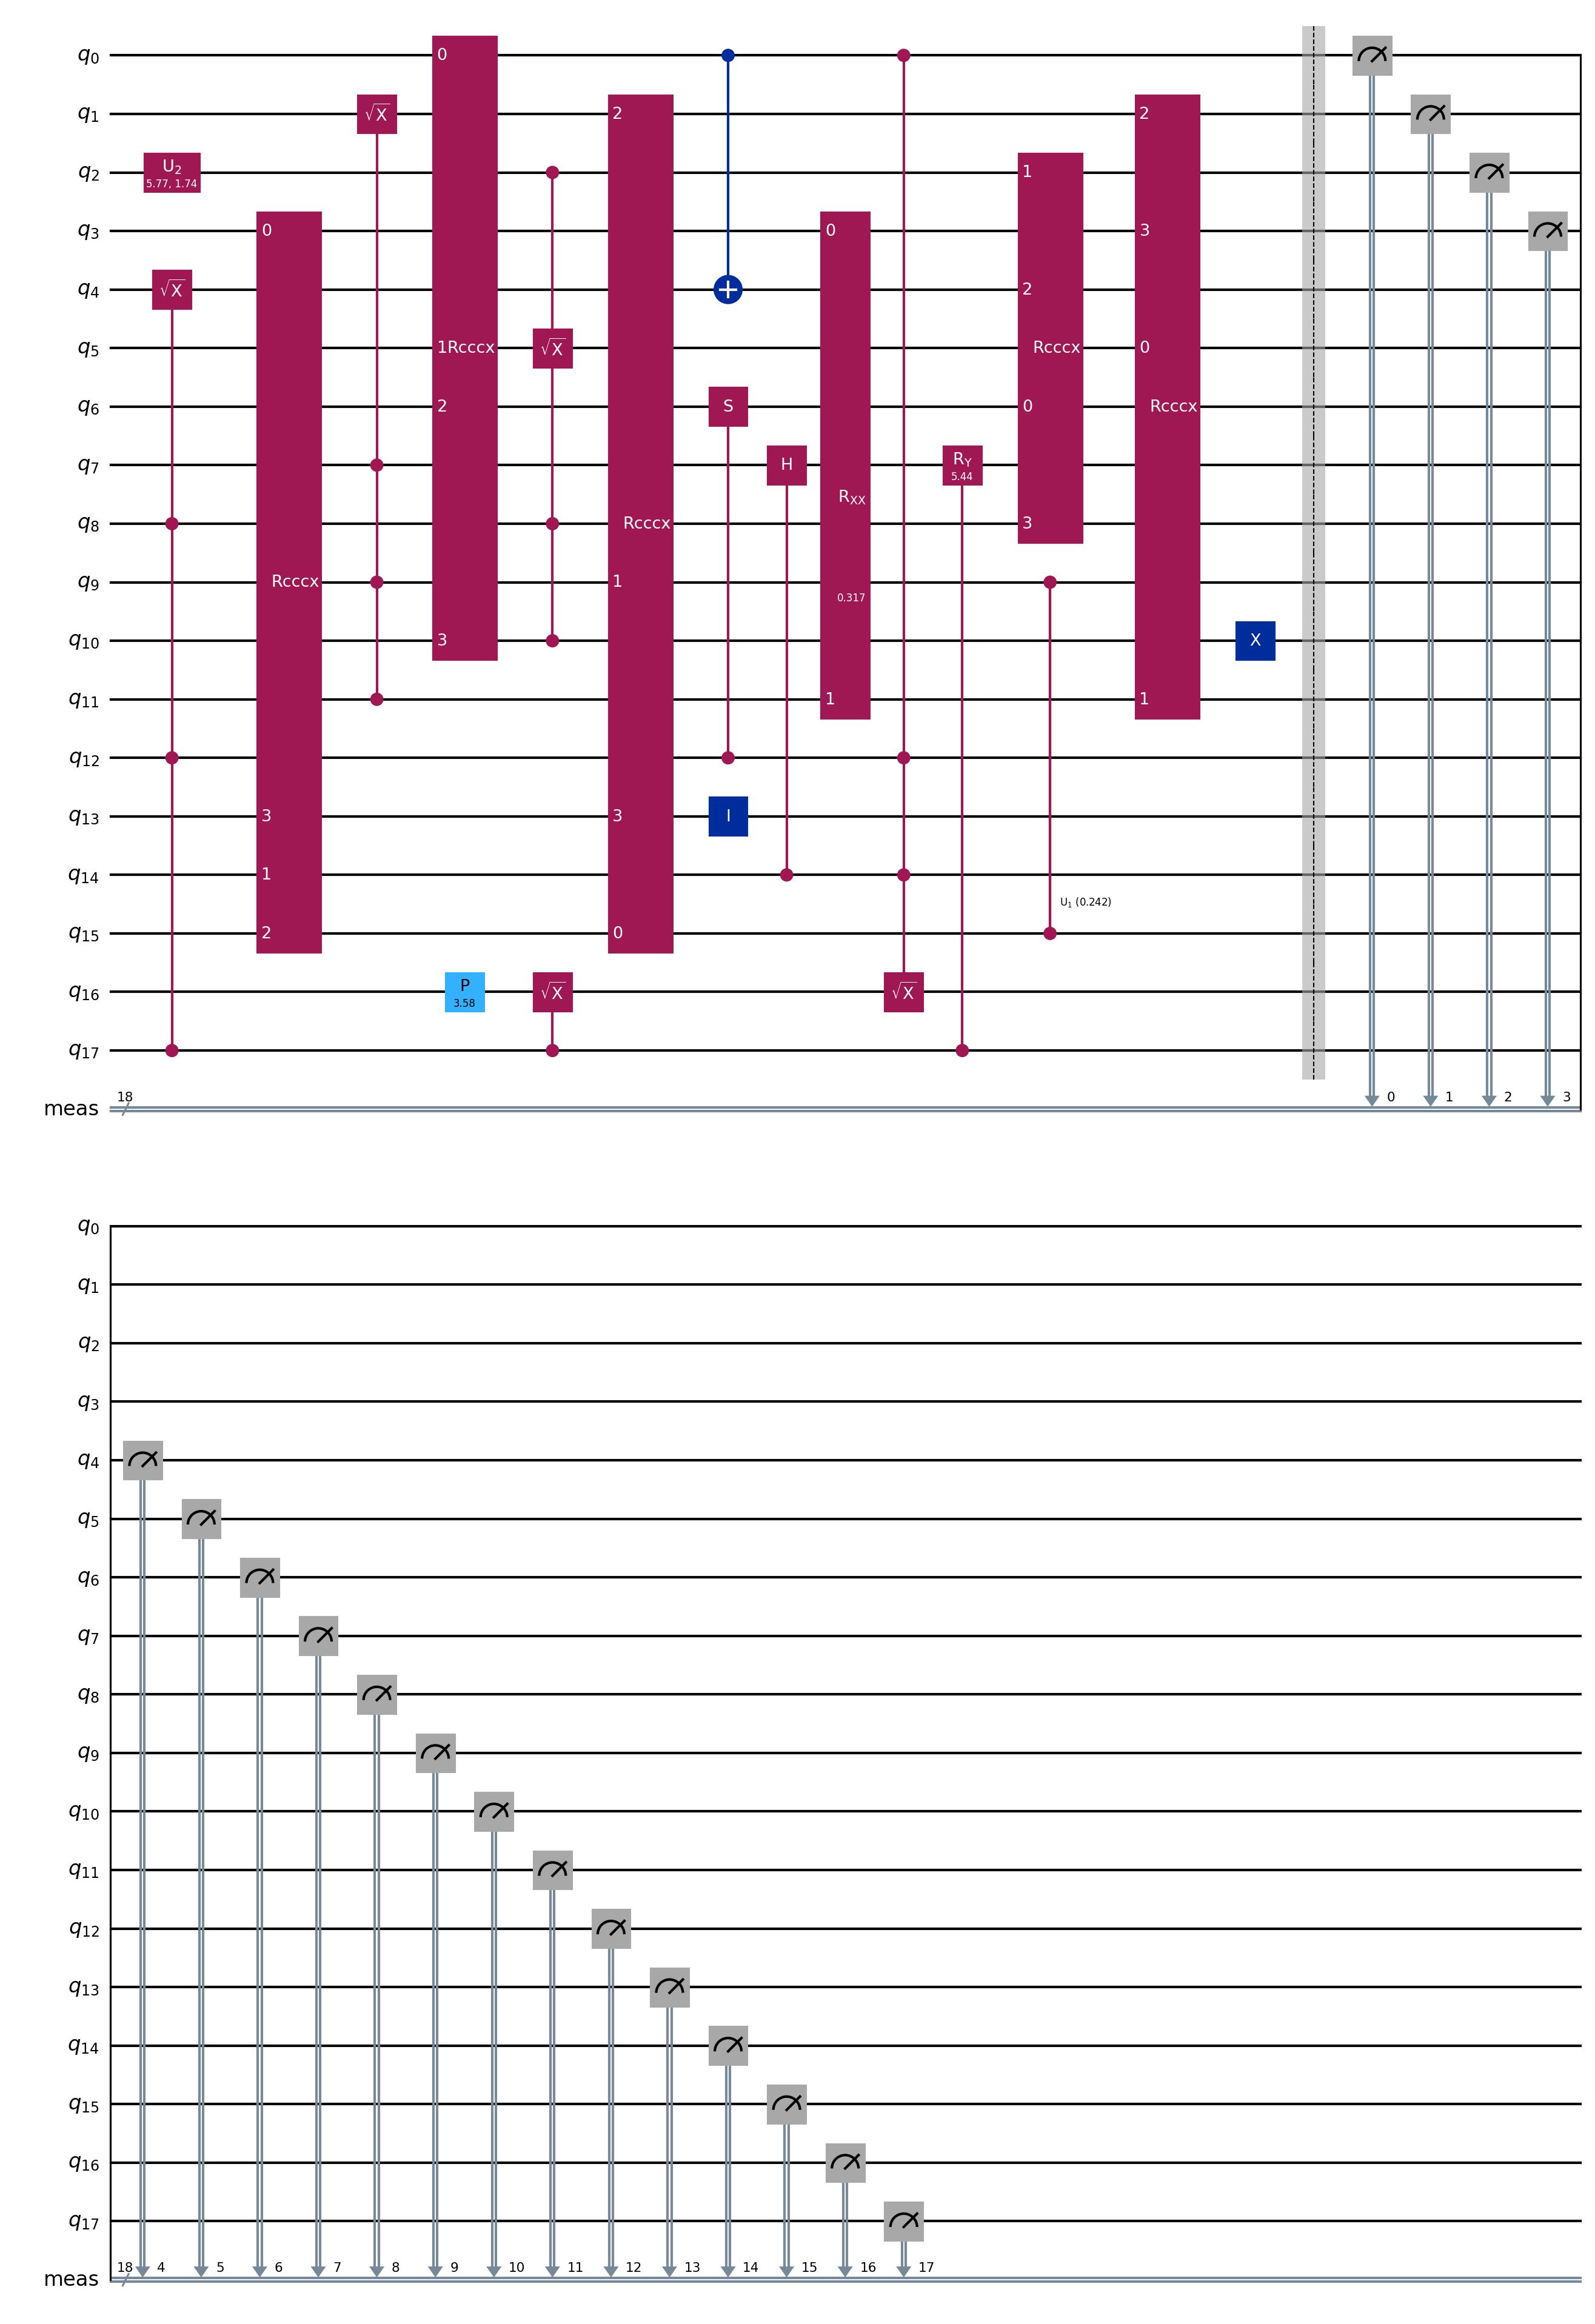 q0 0
q1 √X 2 2
q2 U2 5.77, 1.74 1
q3 0 0 3
q4 √X 2
q5 1Rcccx √X Rcccx 0
q6 2 S 0 Rcccx
q7 H RXX RY 5.44
q8 Rcccx 3
q9 Rcccx 1 0.317
q10 3 X
q11 1 1
q12
q13 3 3 I
q14 1
q15 2 0 U1 (0.242)
q16 P 3.58 √X √X
q17
meas 18 0 1 2 3
q0
q1
q2
q3
q4
q5
q6
q7
q8
q9
q10
q11
q12
q13
q14
q15
q16
q17
meas 18 4 5 6 7 8 9 10 11 12 13 14 15 16 17